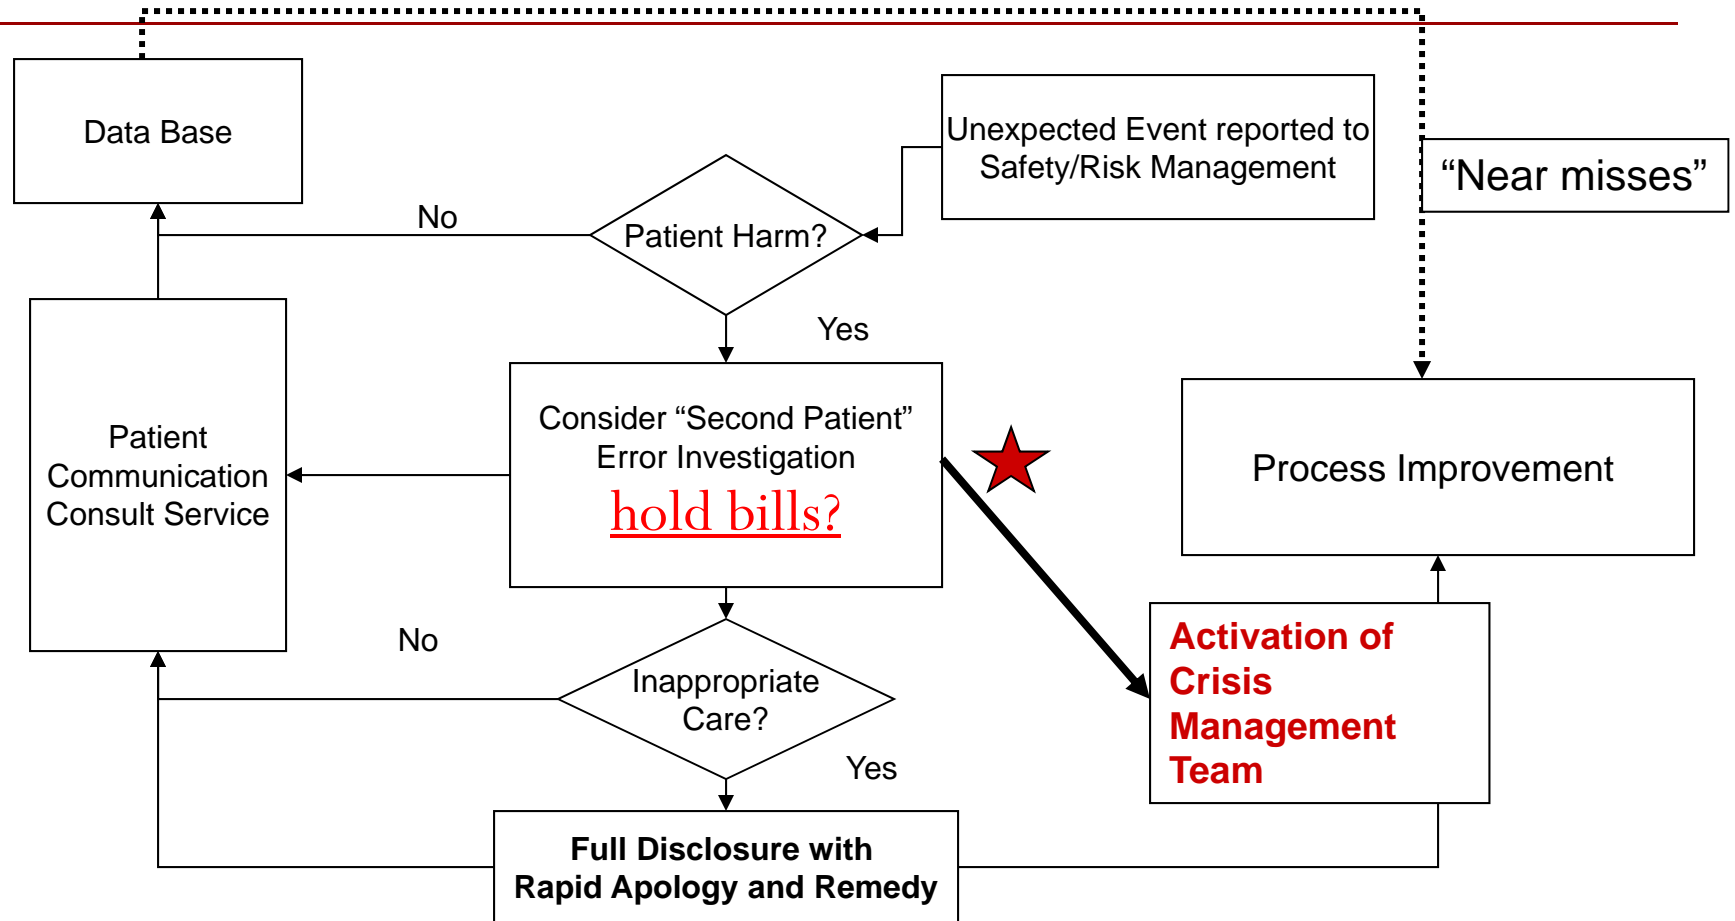 Data Base
Unexpected Event reported to
Safety/Risk Management
“Near misses”
No
Patient Harm?
Yes
Patient
Communication
Consult Service
Consider “Second Patient”
Error Investigation
hold bills?
Process Improvement
No
Inappropriate
Care?
Yes
Activation of
Crisis
Management
Team
Full Disclosure with
Rapid Apology and Remedy